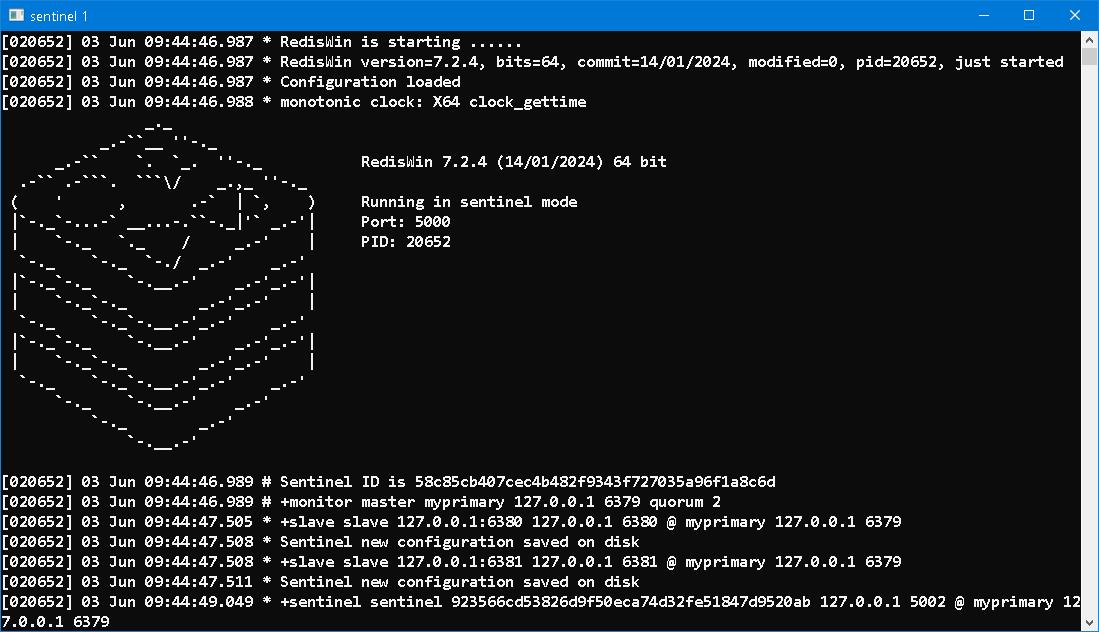 sentinel 1
[020652] 03 Jun 09:44:46.987 * RedisWin is starting ......
[020652] 03 Jun 09:44:46.987 * RedisWin version=7.2.4, bits=64, commit=14/01/2024, modified=0, pid=20652, just started
[020652] 03 Jun 09:44:46.987 * Configuration loaded
[020652] 03 Jun 09:44:46.988 * monotonic clock: X64 clock_gettime
RedisWin 7.2.4 (14/01/2024) 64 bit
Running in sentinel mode
Port: 5000
PID: 20652
[020652] 03 Jun 09:44:46.989 # Sentinel ID is 58c85cb407cec4b482f9343f727035a96f1a8c6d
[020652] 03 Jun 09:44:46.989 # +monitor master myprimary 127.0.0.1 6379 quorum 2
[020652] 03 Jun 09:44:47.505 * +slave slave 127.0.0.1:6380 127.0.0.1 6380 @ myprimary 127.0.0.1 6379
[020652] 03 Jun 09:44:47.508 * Sentinel new configuration saved on disk
[020652] 03 Jun 09:44:47.508 * +slave slave 127.0.0.1:6381 127.0.0.1 6381 @ myprimary 127.0.0.1 6379
[020652] 03 Jun 09:44:47.511 * Sentinel new configuration saved on disk
[020652] 03 Jun 09:44:49.049 * +sentinel sentinel 923566cd53826d9f50eca74d32fe51847d9520ab 127.0.0.1 5002 @ myprimary 12
7.0.0.1 6379